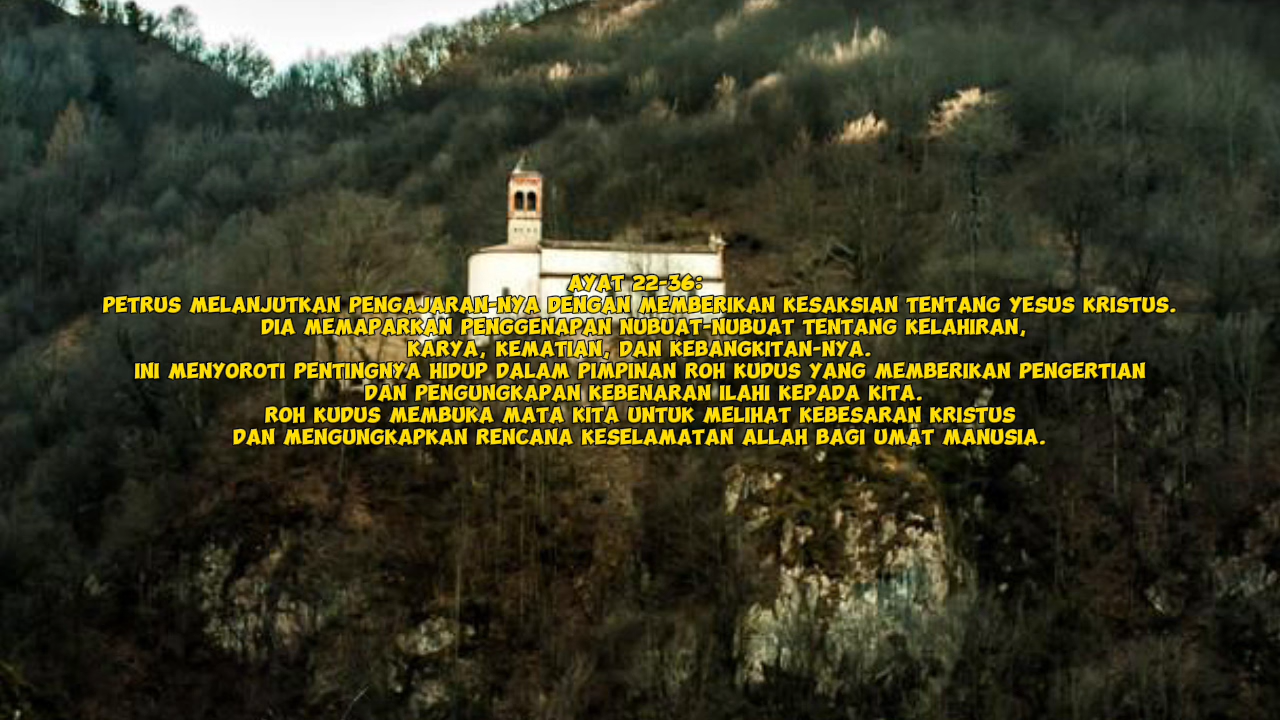 AYAT 22-36:
PETRUS MELANJUTKAN PENGAJARAN-NYA DENGAN MEMBERIKAN KESAKSIAN TENTANG YESUS KRISTUS.
DIA MEMAPARKAN PENGGENAPAN NUBUAT-NUBUAT TENTANG KELAHIRAN,
KARYA, KEMATIAN, DAN KEBANGKITAN-NYA.
INI MENYOROTI PENTINGNYA HIDUP DALAM PIMPINAN ROH KUDUS YANG MEMBERIKAN PENGERTIAN
DAN PENGUNGKAPAN KEBENARAN ILAHI KEPADA KITA.
ROH KUDUS MEMBUKA MATA KITA UNTUK MELIHAT KEBESARAN KRISTUS
DAN MENGUNGKAPKAN RENCANA KESELAMATAN ALLAH BAGI UMAT MANUSIA.